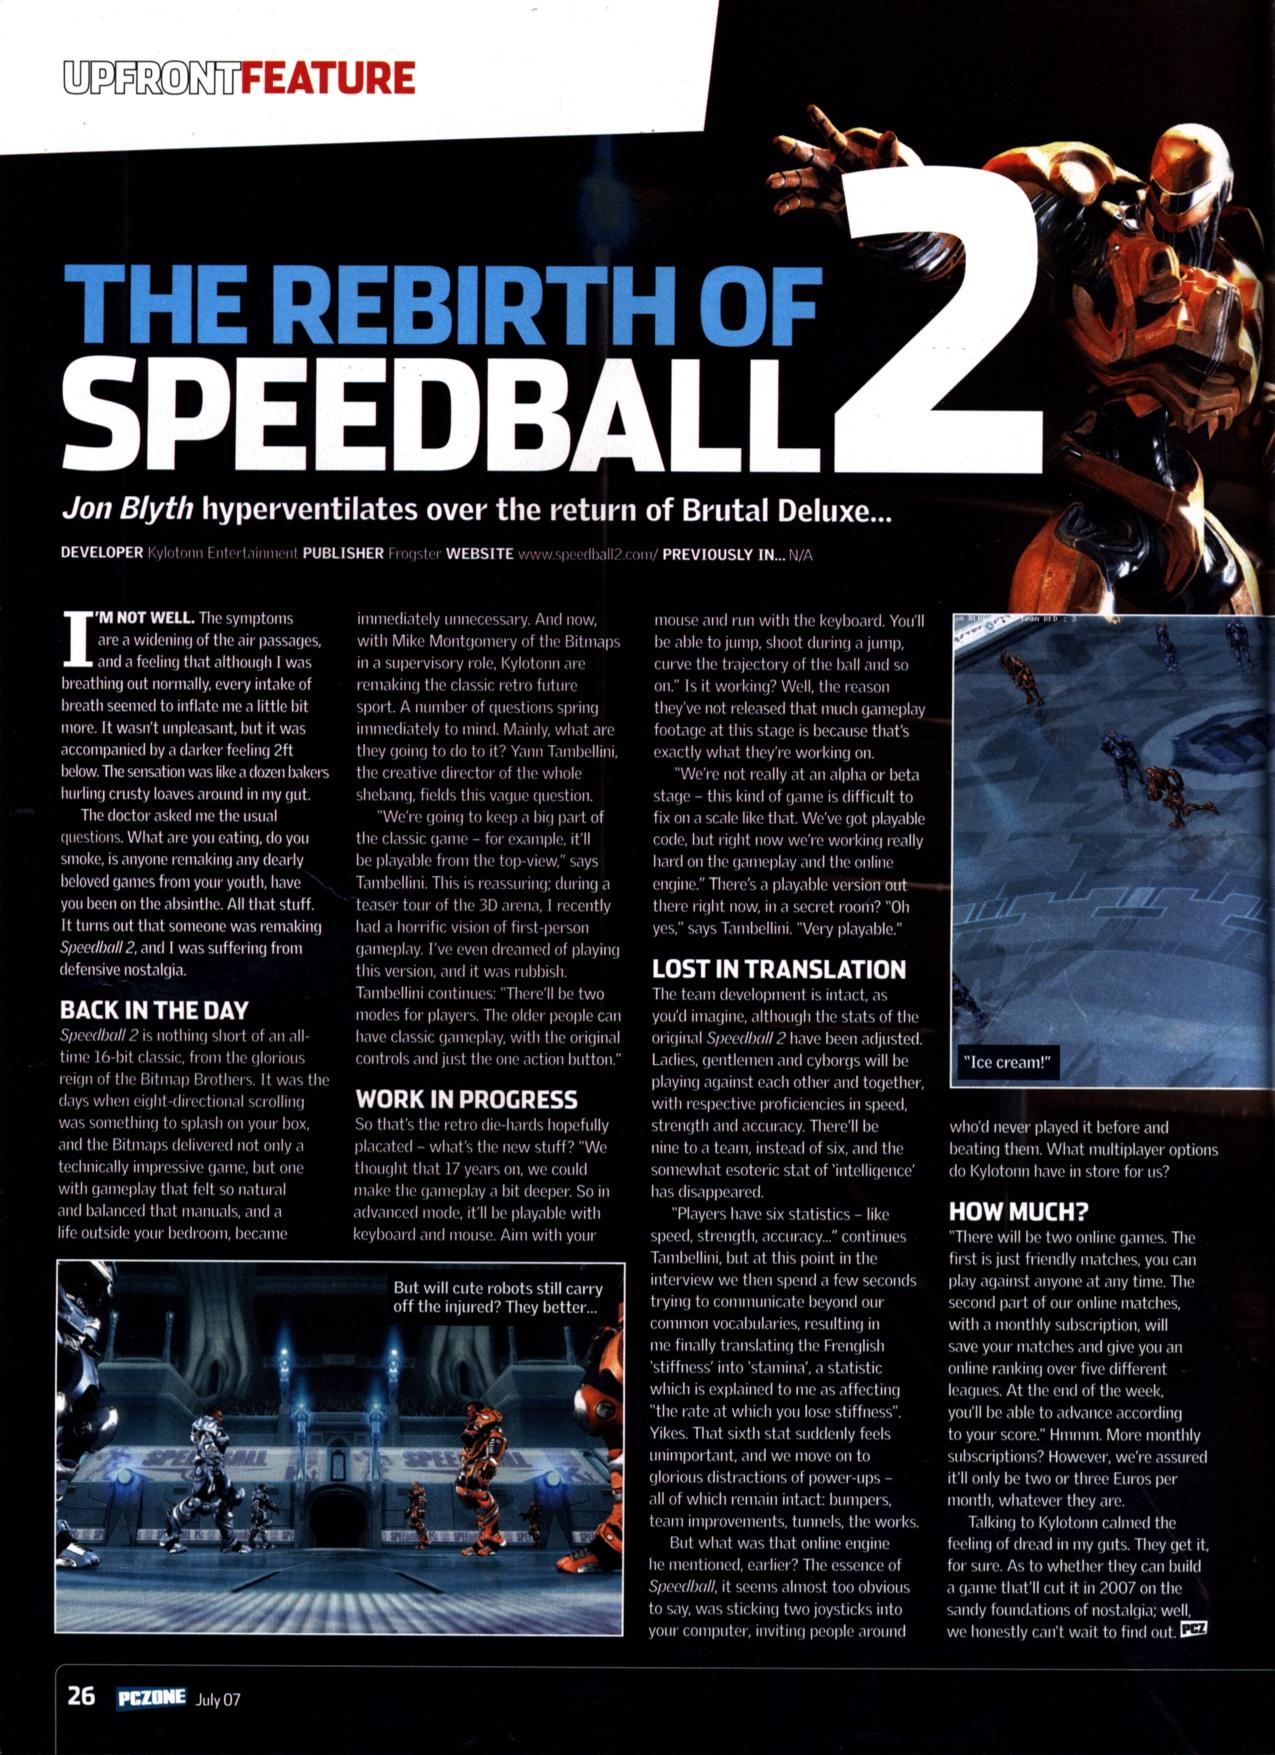 UPFRONTFEATURE
THE REBIRTH OF
SPEEDBALL 2
Jon Blyth hyperventilates over the return of Brutal Deluxe...
DEVELOPER Kylotonn Entertainment PUBLISHER Frogster WEBSITE www.speedball2.com/ PREVIOUSLY IN... N/A
I'M NOT WELL. The symptoms
are a widening of the air passages,
and a feeling that although I was
breathing out normally, every intake of
breath seemed to inflate me a little bit
more. It wasn't unpleasant, but it was
accompanied by a darker feeling 2ft
below. The sensation was like a dozen bakers
hurling crusty loaves around in my gut.
The doctor asked me the usual
questions. What are you eating, do you
smoke, is anyone remaking any dearly
beloved games from your youth, have
you been on the absinthe. All that stuff.
It turns out that someone was remaking
Speedball 2, and I was suffering from
defensive nostalgia.
BACK IN THE DAY
Speedball 2 is nothing short of an all-
time 16-bit classic, from the glorious
reign of the Bitmap Brothers. It was the
days when eight-directional scrolling
was something to splash on your box,
and the Bitmaps delivered not only a
technically impressive game, but one
with gameplay that felt so natural
and balanced that manuals, and a
life outside your bedroom, became
immediately unnecessary. And now,
with Mike Montgomery of the Bitmaps
in a supervisory role, Kylotonn are
remaking the classic retro future
sport. A number of questions spring
immediately to mind. Mainly, what are
they going to do to it? Yann Tambellini,
the creative director of the whole
shebang, fields this vague question.
"We're going to keep a big part of
the classic game – for example, it'll
be playable from the top-view," says
Tambellini. This is reassuring; during a
teaser tour of the 3D arena, I recently
had a horrific vision of first-person
gameplay. I've even dreamed of playing
this version, and it was rubbish.
Tambellini continues: "There'll be two
modes for players. The older people can
have classic gameplay, with the original
controls and just the one action button."
WORK IN PROGRESS
So that's the retro die-hards hopefully
placated – what's the new stuff? "We
thought that 17 years on, we could
make the gameplay a bit deeper. So in
advanced mode, it'll be playable with
keyboard and mouse. Aim with your
mouse and run with the keyboard. You'll
be able to jump, shoot during a jump,
curve the trajectory of the ball and so
on." Is it working? Well, the reason
they've not released that much gameplay
footage at this stage is because that's
exactly what they're working on.
"We're not really at an alpha or beta
stage – this kind of game is difficult to
fix on a scale like that. We've got playable
code, but right now we're working really
hard on the gameplay and the online
engine." There's a playable version out
there right now, in a secret room? "Oh
yes," says Tambellini. "Very playable."
LOST IN TRANSLATION
The team development is intact, as
you'd imagine, although the stats of the
original Speedball 2 have been adjusted.
Ladies, gentlemen and cyborgs will be
playing against each other and together,
with respective proficiencies in speed,
strength and accuracy. There'll be
nine to a team, instead of six, and the
somewhat esoteric stat of 'intelligence'
has disappeared.
"Players have six statistics – like
speed, strength, accuracy..." continues
Tambellini, but at this point in the
interview we then spend a few seconds
trying to communicate beyond our
common vocabularies, resulting in
me finally translating the Frenglish
'stiffness' into 'stamina', a statistic
which is explained to me as affecting
"the rate at which you lose stiffness".
Yikes. That sixth stat suddenly feels
unimportant, and we move on to
glorious distractions of power-ups –
all of which remain intact: bumpers,
team improvements, tunnels, the works.
But what was that online engine
he mentioned, earlier? The essence of
Speedball, it seems almost too obvious
to say, was sticking two joysticks into
your computer, inviting people around
"Ice cream!"
who'd never played it before and
beating them. What multiplayer options
do Kylotonn have in store for us?
HOW MUCH?
"There will be two online games. The
first is just friendly matches, you can
play against anyone at any time. The
second part of our online matches,
with a monthly subscription, will
save your matches and give you an
online ranking over five different
leagues. At the end of the week,
you'll be able to advance according
to your score." Hmmm. More monthly
subscriptions? However, we're assured
it'll only be two or three Euros per
month, whatever they are.
Talking to Kylotonn calmed the
feeling of dread in my guts. They get it,
for sure. As to whether they can build
a game that'll cut it in 2007 on the
sandy foundations of nostalgia; well,
we honestly can't wait to find out. PCZ
But will cute robots still carry
off the injured? They better...
SPEEDBALL
26 PCZONE July 07